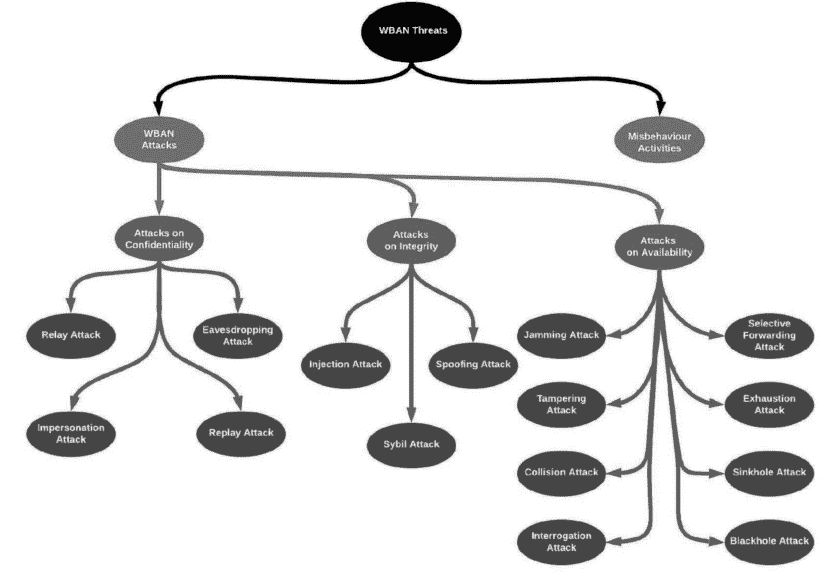 WBAN Threats
WBAN
Attacks
Misbehaviour
Activities
Attacks on
Confidentiality
Attacks
on Integrity
Attacks
on Availability
Relay Attack
Eavesdropping
Attack
Impersonation
Attack
Replay Attack
Injection Attack
Spoofing Attack
Sybil Attack
Jamming Attack
Selective
Forwarding
Attack
Tampering
Attack
Exhaustion
Attack
Collision Attack
Sinkhole Attack
Interrogation
Attack
Blackhole Attack